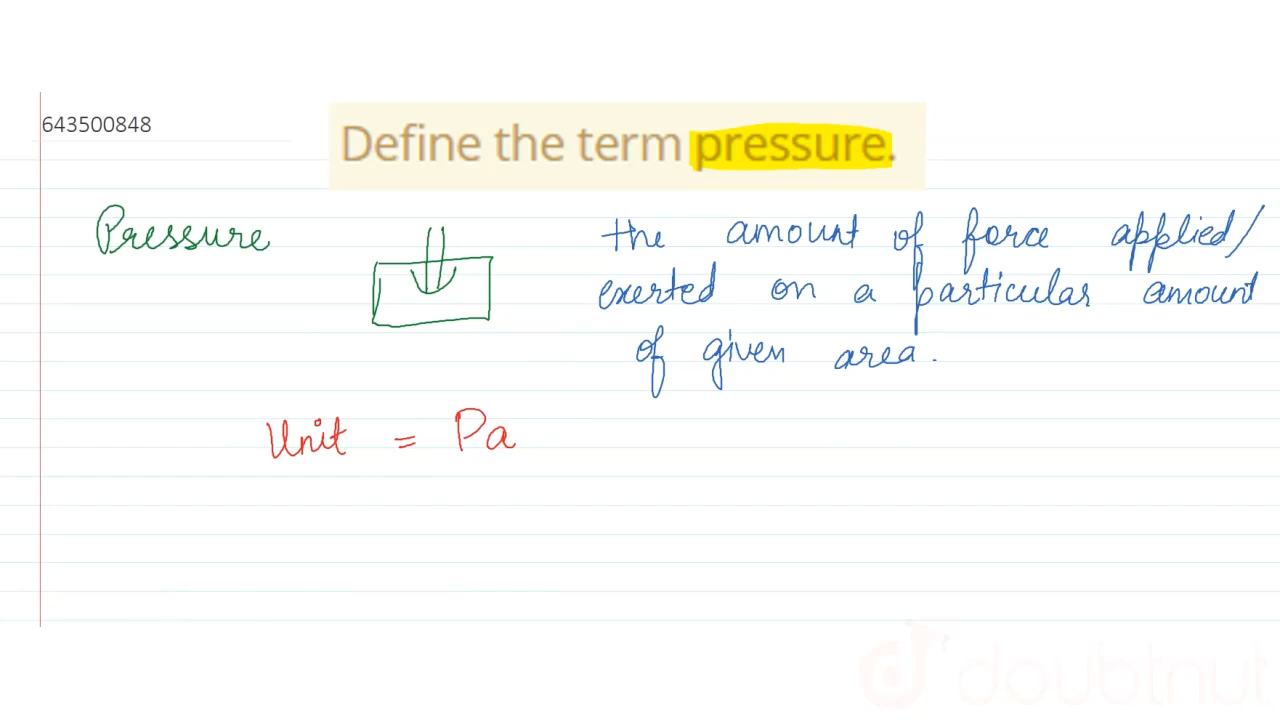 643500848
Define the term pressure.
Pressure
the amount of force applied/
exerted on a particular amount
of given area.
Unit = Pa
doubtnut